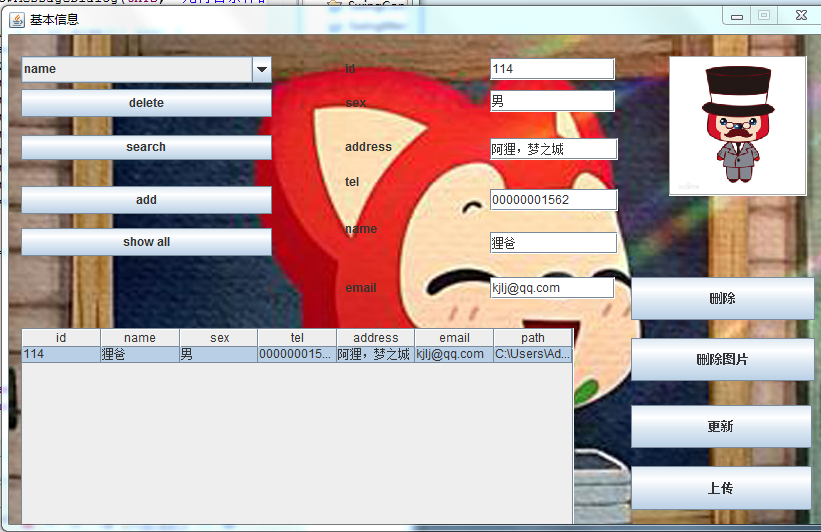 基本信息
name
delete
search
add
show all
id 114
sex 男
address 阿狸，梦之城
tel 00000001562
name 狸爸
email kjlj@qq.com
删除
删除图片
更新
上传
id name sex tel address email path
114 狸爸 男 000000015... 阿狸，梦之城 kjlj@qq.com C:\Users\Ad...